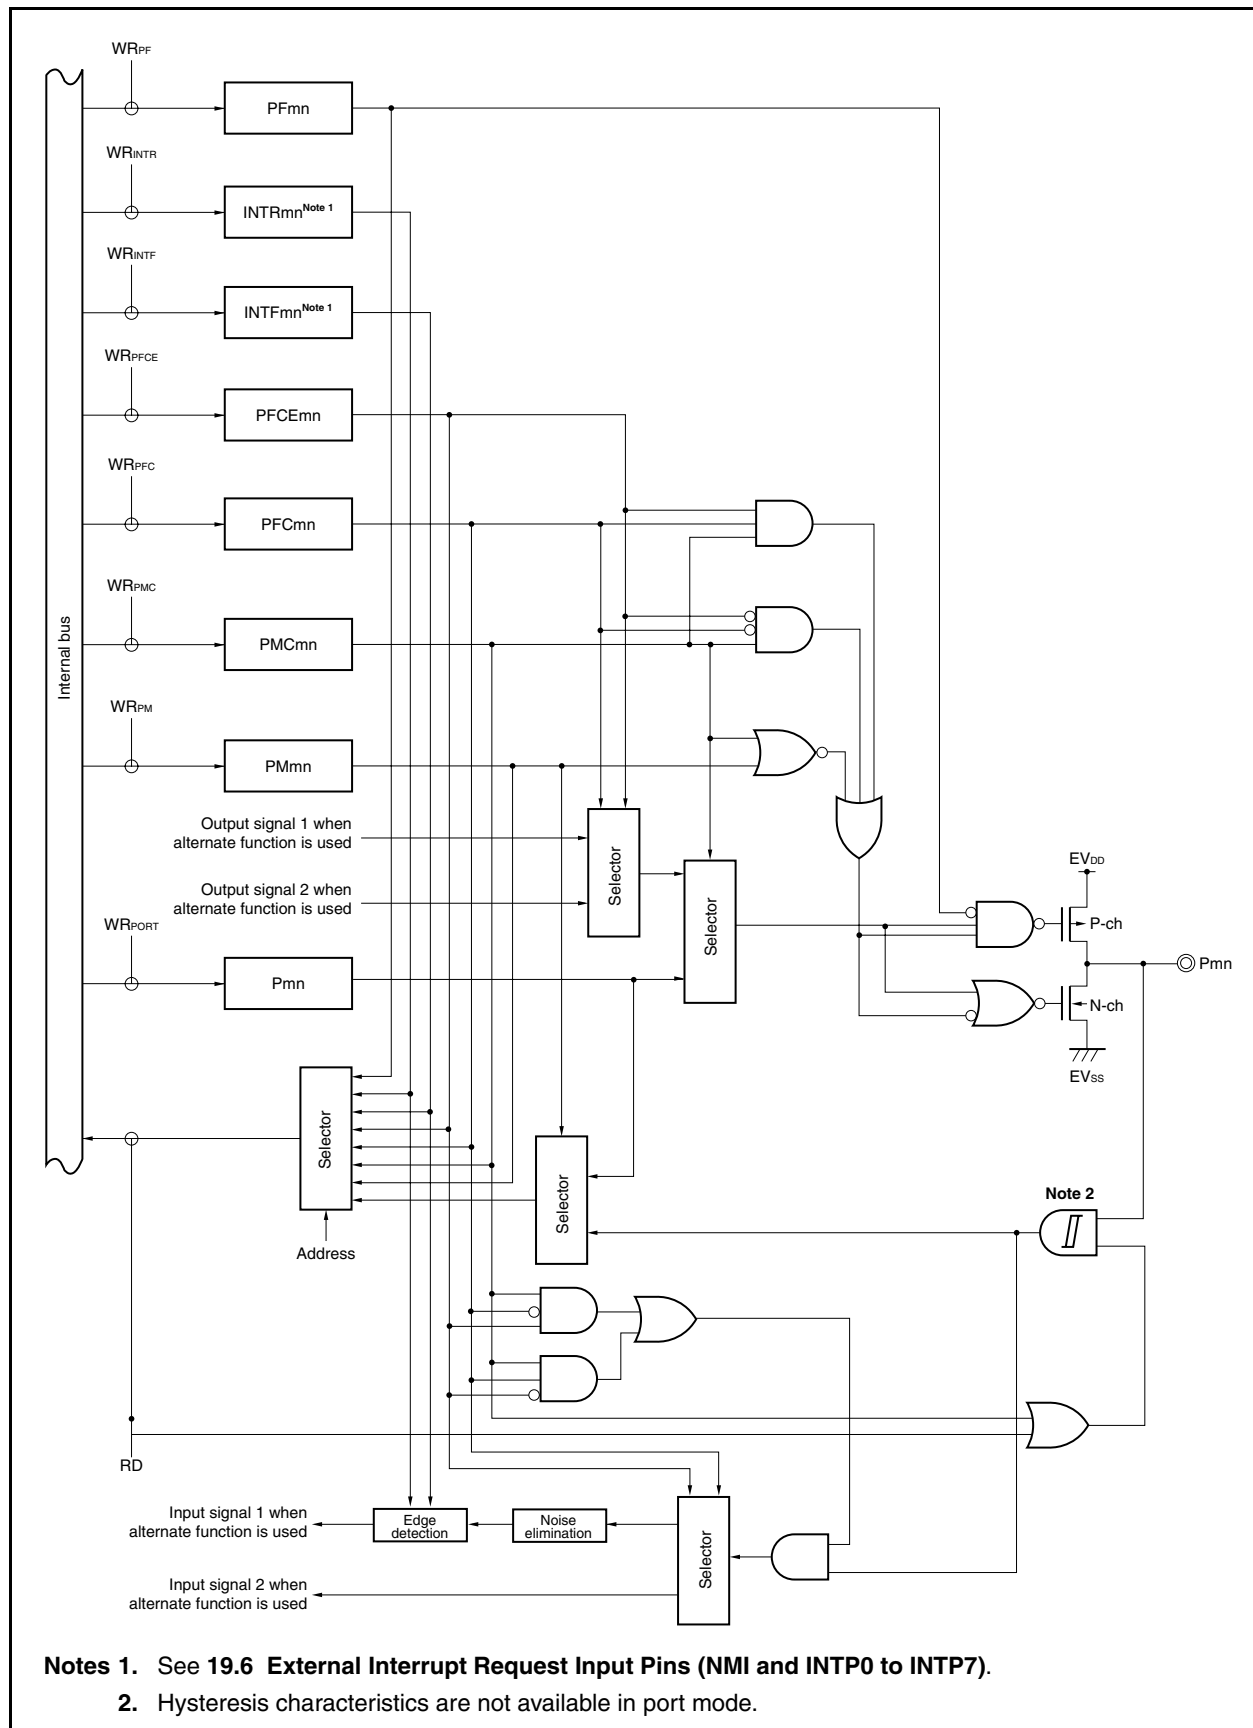 WRPF
PFmn
WRINTR
INTRmnNote 1
WRINTF
INTFmnNote 1
WRPFCE
PFCEmn
WRPFC
PFCmn
WRPMC
PMCmn
Internal bus
WRPM
PMmn
Output signal 1 when
alternate function is used
Output signal 2 when
alternate function is used
Selector
Selector
EVDD
P-ch
WRPORT
Pmn
Pmn
N-ch
EVSS
Selector
Address
Selector
Note 2
RD
Input signal 1 when
alternate function is used
Edge
detection
Noise
elimination
Selector
Input signal 2 when
alternate function is used
Notes 1. See 19.6 External Interrupt Request Input Pins (NMI and INTP0 to INTP7).
2. Hysteresis characteristics are not available in port mode.